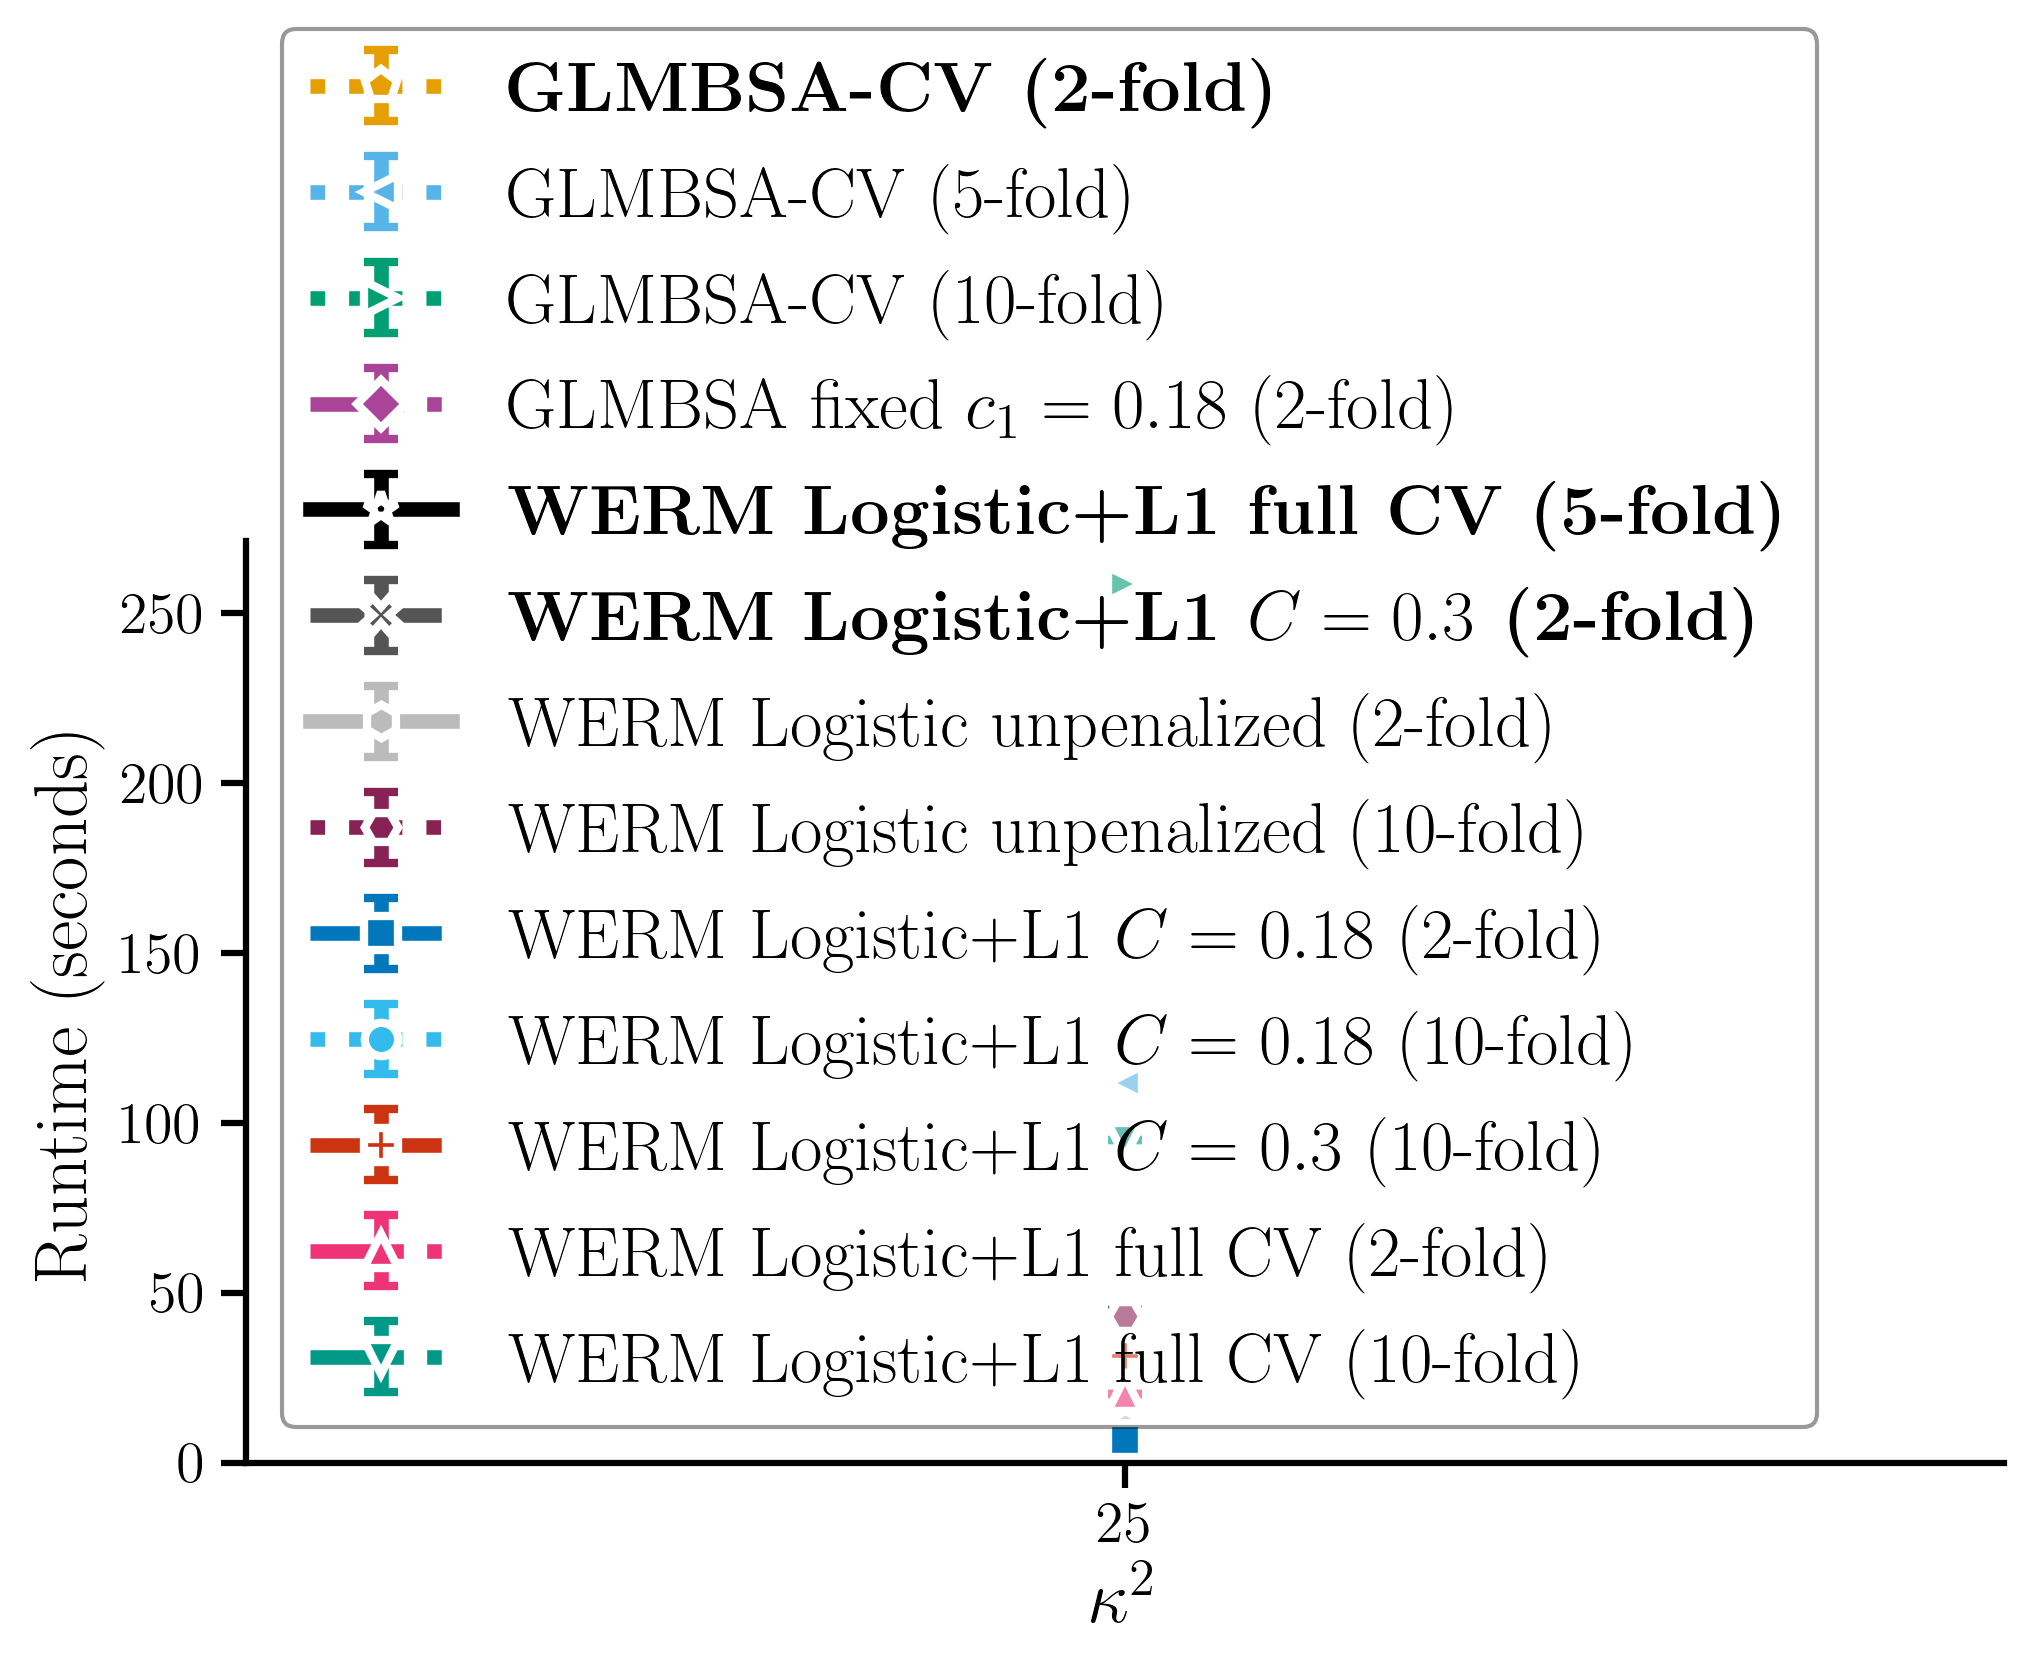 GLMBSA-CV (2-fold)
GLMBSA-CV (5-fold)
GLMBSA-CV (10-fold)
GLMBSA fixed c₁ = 0.18 (2-fold)
WERM Logistic+L1 full CV (5-fold)
WERM Logistic+L1 C = 0.3 (2-fold)
WERM Logistic unpenalized (2-fold)
WERM Logistic unpenalized (10-fold)
WERM Logistic+L1 C = 0.18 (2-fold)
WERM Logistic+L1 C = 0.18 (10-fold)
WERM Logistic+L1 C = 0.3 (10-fold)
WERM Logistic+L1 full CV (2-fold)
WERM Logistic+L1 full CV (10-fold)
Runtime (seconds)
250
200
150
100
50
0
25
κ²